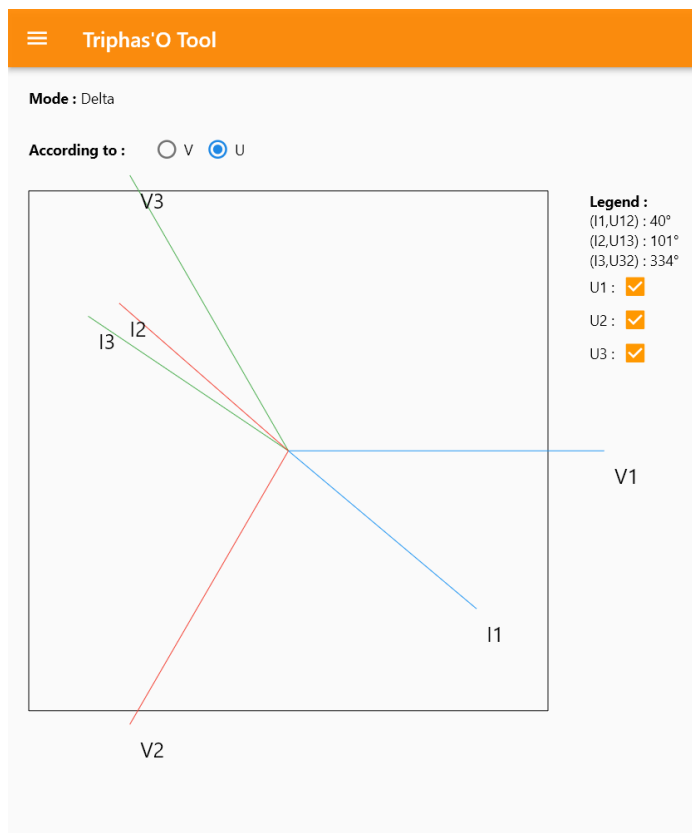 Triphas'O Tool
Mode : Delta
According to : V U
V3
Legend :
(I1,U12) : 40°
(I2,U13) : 101°
(I3,U32) : 334°
U1 :
U2 :
U3 :
I2
I3
V1
I1
V2